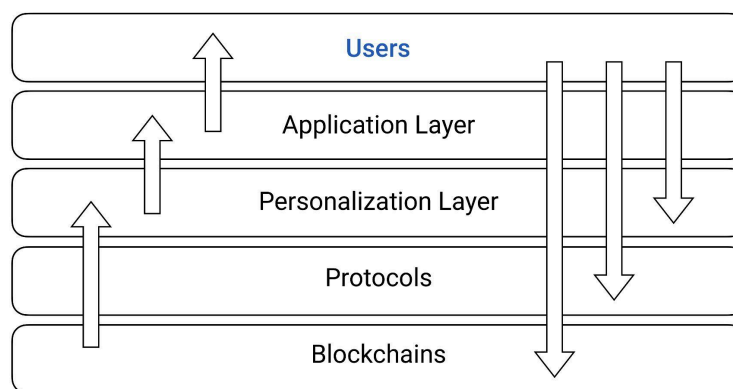 Users
Application Layer
Personalization Layer
Protocols
Blockchains